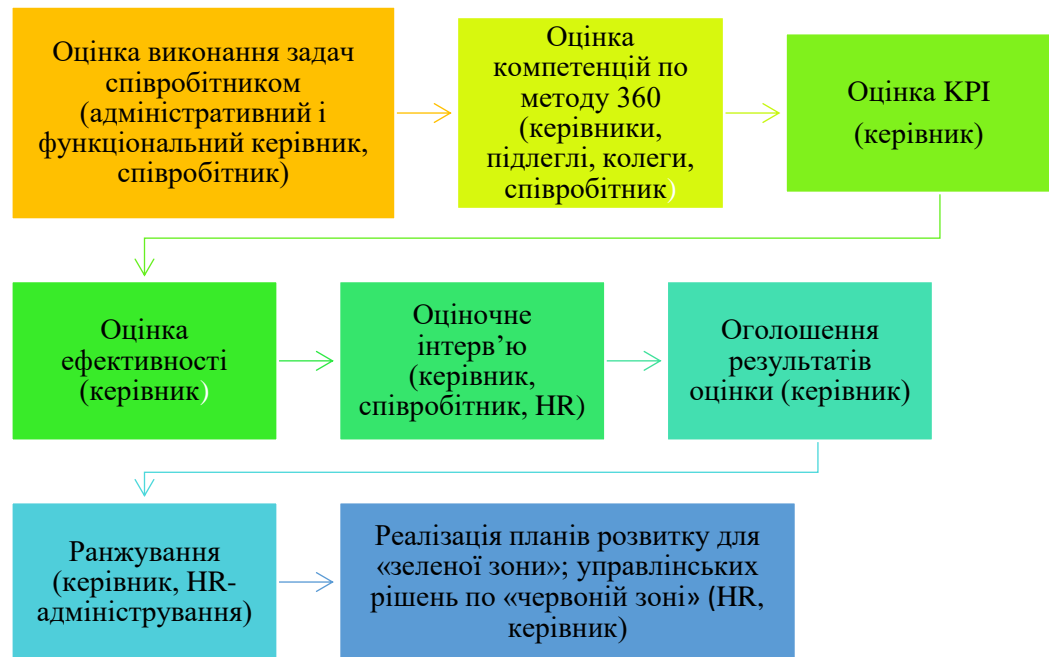 Оцінка виконання задач
співробітником
(адміністративний і
функціональний керівник,
співробітник)
Оцінка
компетенцій по
методу 360
(керівники,
підлеглі, колеги,
співробітник)
Оцінка KPI
(керівник)
Оцінка
ефективності
(керівник)
Оціночне
інтерв’ю
(керівник,
співробітник, HR)
Оголошення
результатів
оцінки (керівник)
Ранжування
(керівник, HR-
адміністрування)
Реалізація планів розвитку для
«зеленої зони»; управлінських
рішень по «червоній зоні» (HR,
керівник)